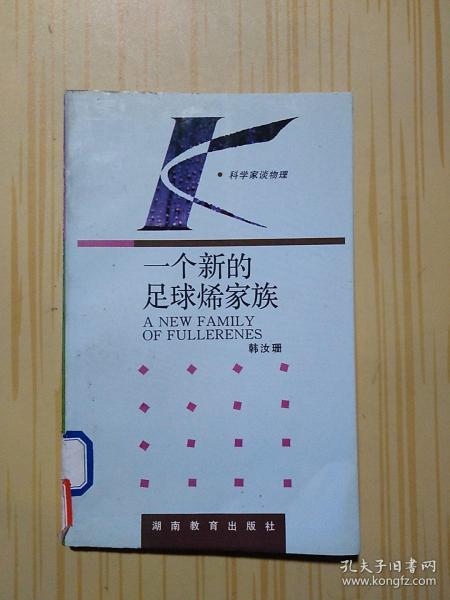 • 科学家谈物理
一个新的
足球烯家族
A NEW FAMILY
OF FULLERENES
韩汝珊
湖南教育出版社
孔夫子旧书网
www.kongfz.com